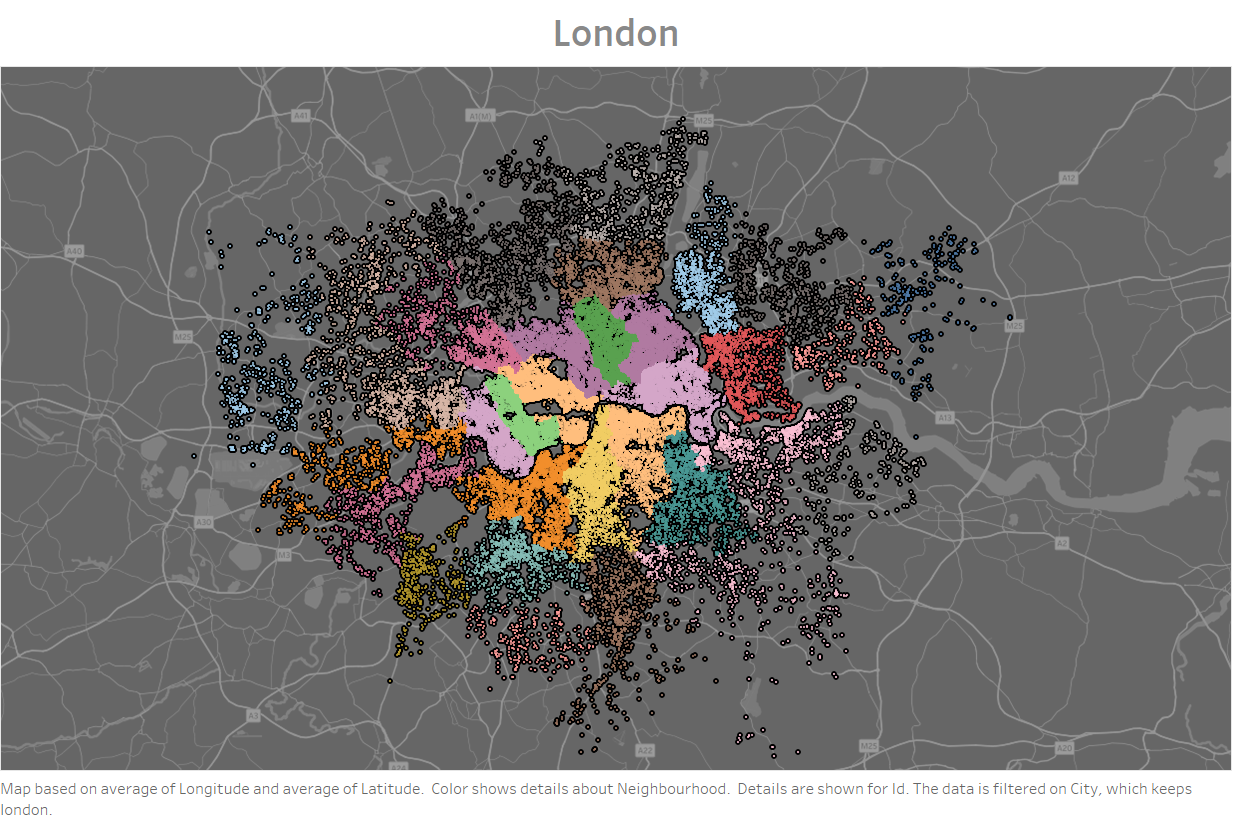 London
A41
A1(M)
M25
A12
A40
M25
M25
A13
A30
A2
M3
A3
A22
M25
A20
A24
Map based on average of Longitude and average of Latitude.  Color shows details about Neighbourhood.  Details are shown for Id. The data is filtered on City, which keeps
london.